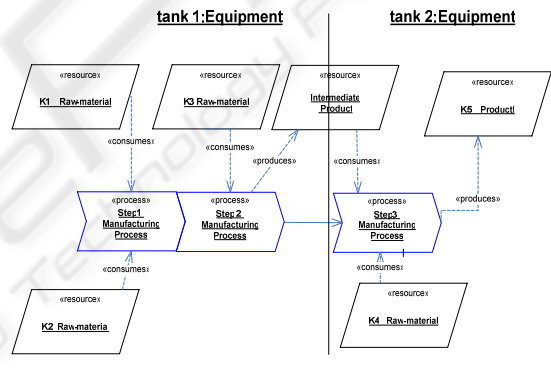 tank 1:Equipment
tank 2:Equipment
«resource»
K1 Raw-material
«resource»
K3 Raw-material
«resource»
Intermediate
Product
«resource»
K5 Product
«consumes»
«consumes»
«produces»
«consumes»
«produces»
«process»
Step1
Manufacturing
Process
«process»
Step2
Manufacturing
Process
«process»
Step3
Manufacturing
Process
«consumes»
«consumes»
«resource»
K2 Raw-materia
«resource»
K4 Raw-material